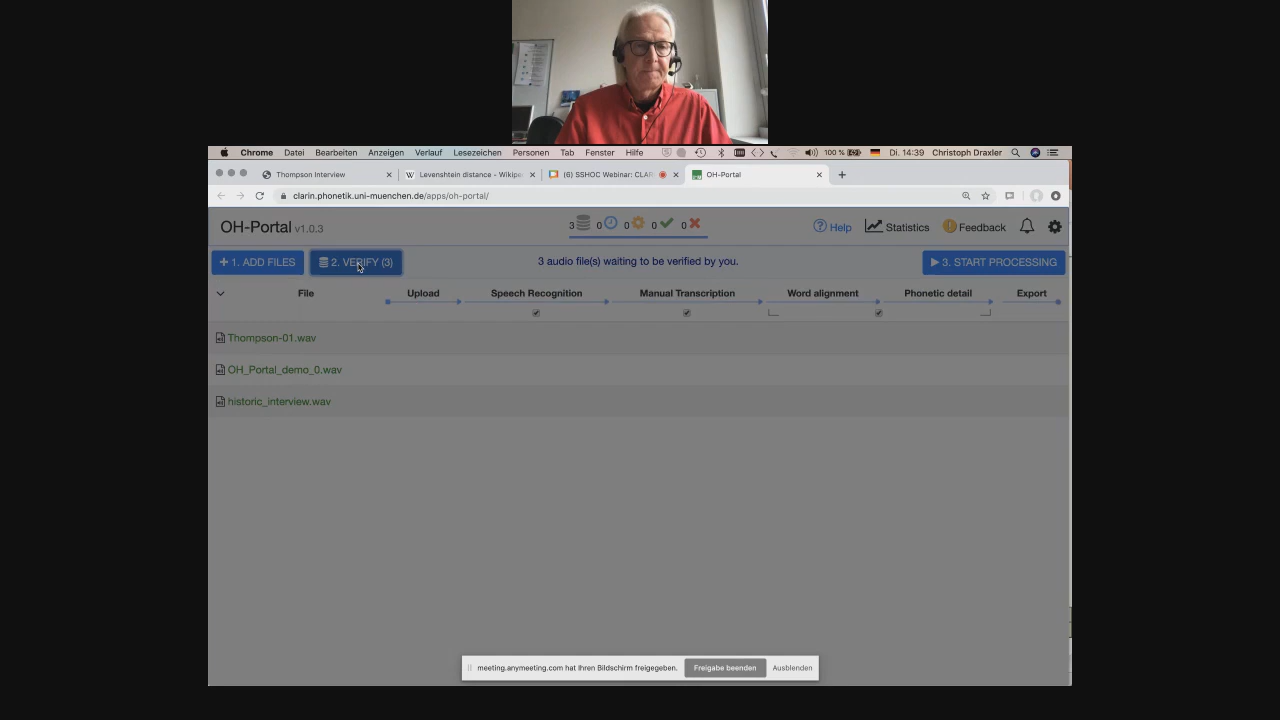 Chrome Datei Bearbeiten Anzeigen Verlauf Lesezeichen Personen Tab Fenster Hilfe 100 % Di. 14:39 Christoph Draxler
Thompson Interview Levenshtein distance - Wikipe (6) SSHOC Webinar: CLAR OH-Portal
clarin.phonetik.uni-muenchen.de/apps/oh-portal/
OH-Portal v1.0.3 3 0 0 0 0 Help Statistics Feedback
1. ADD FILES 2. VERIFY (3) 3 audio file(s) waiting to be verified by you. 3. START PROCESSING
File Upload Speech Recognition Manual Transcription Word alignment Phonetic detail Export
Thompson-01.wav
OH_Portal_demo_0.wav
historic_interview.wav
meeting.anymeeting.com hat Ihren Bildschirm freigegeben. Freigabe beenden Ausblenden